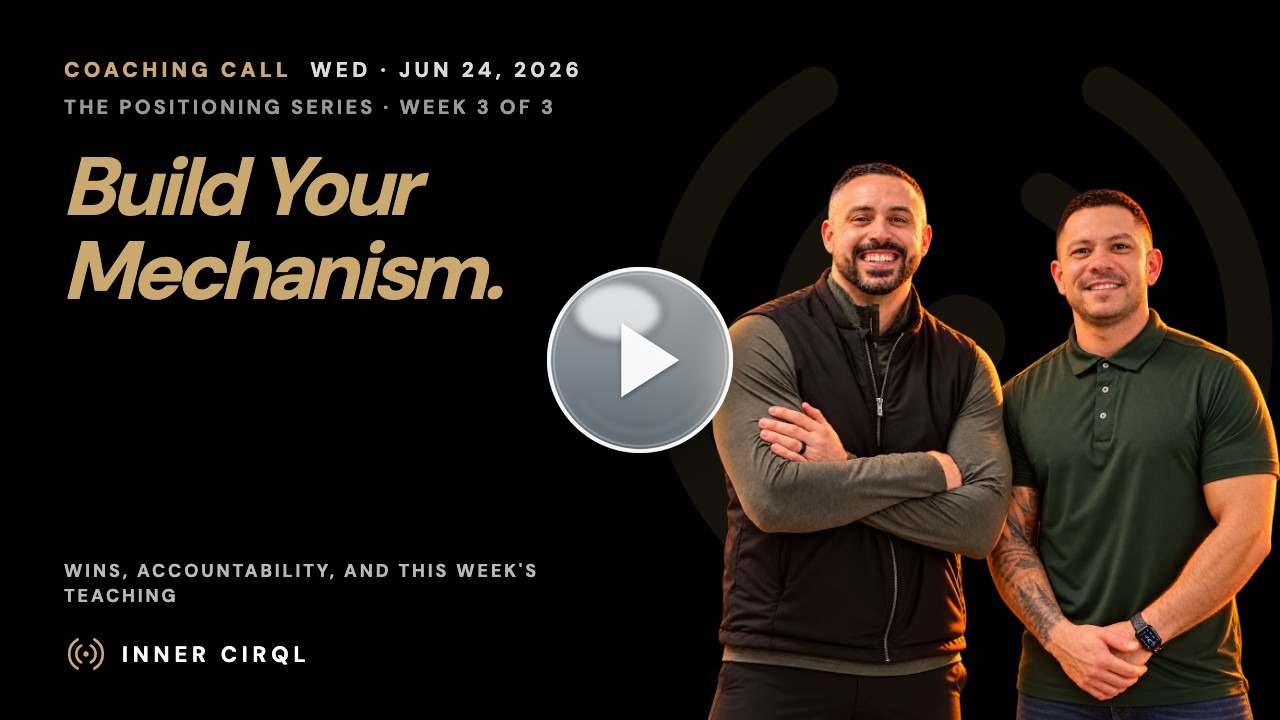 COACHING CALL WED · JUN 24, 2026
THE POSITIONING SERIES · WEEK 3 OF 3
Build Your
Mechanism.
WINS, ACCOUNTABILITY, AND THIS WEEK'S
TEACHING
INNER CIRQL